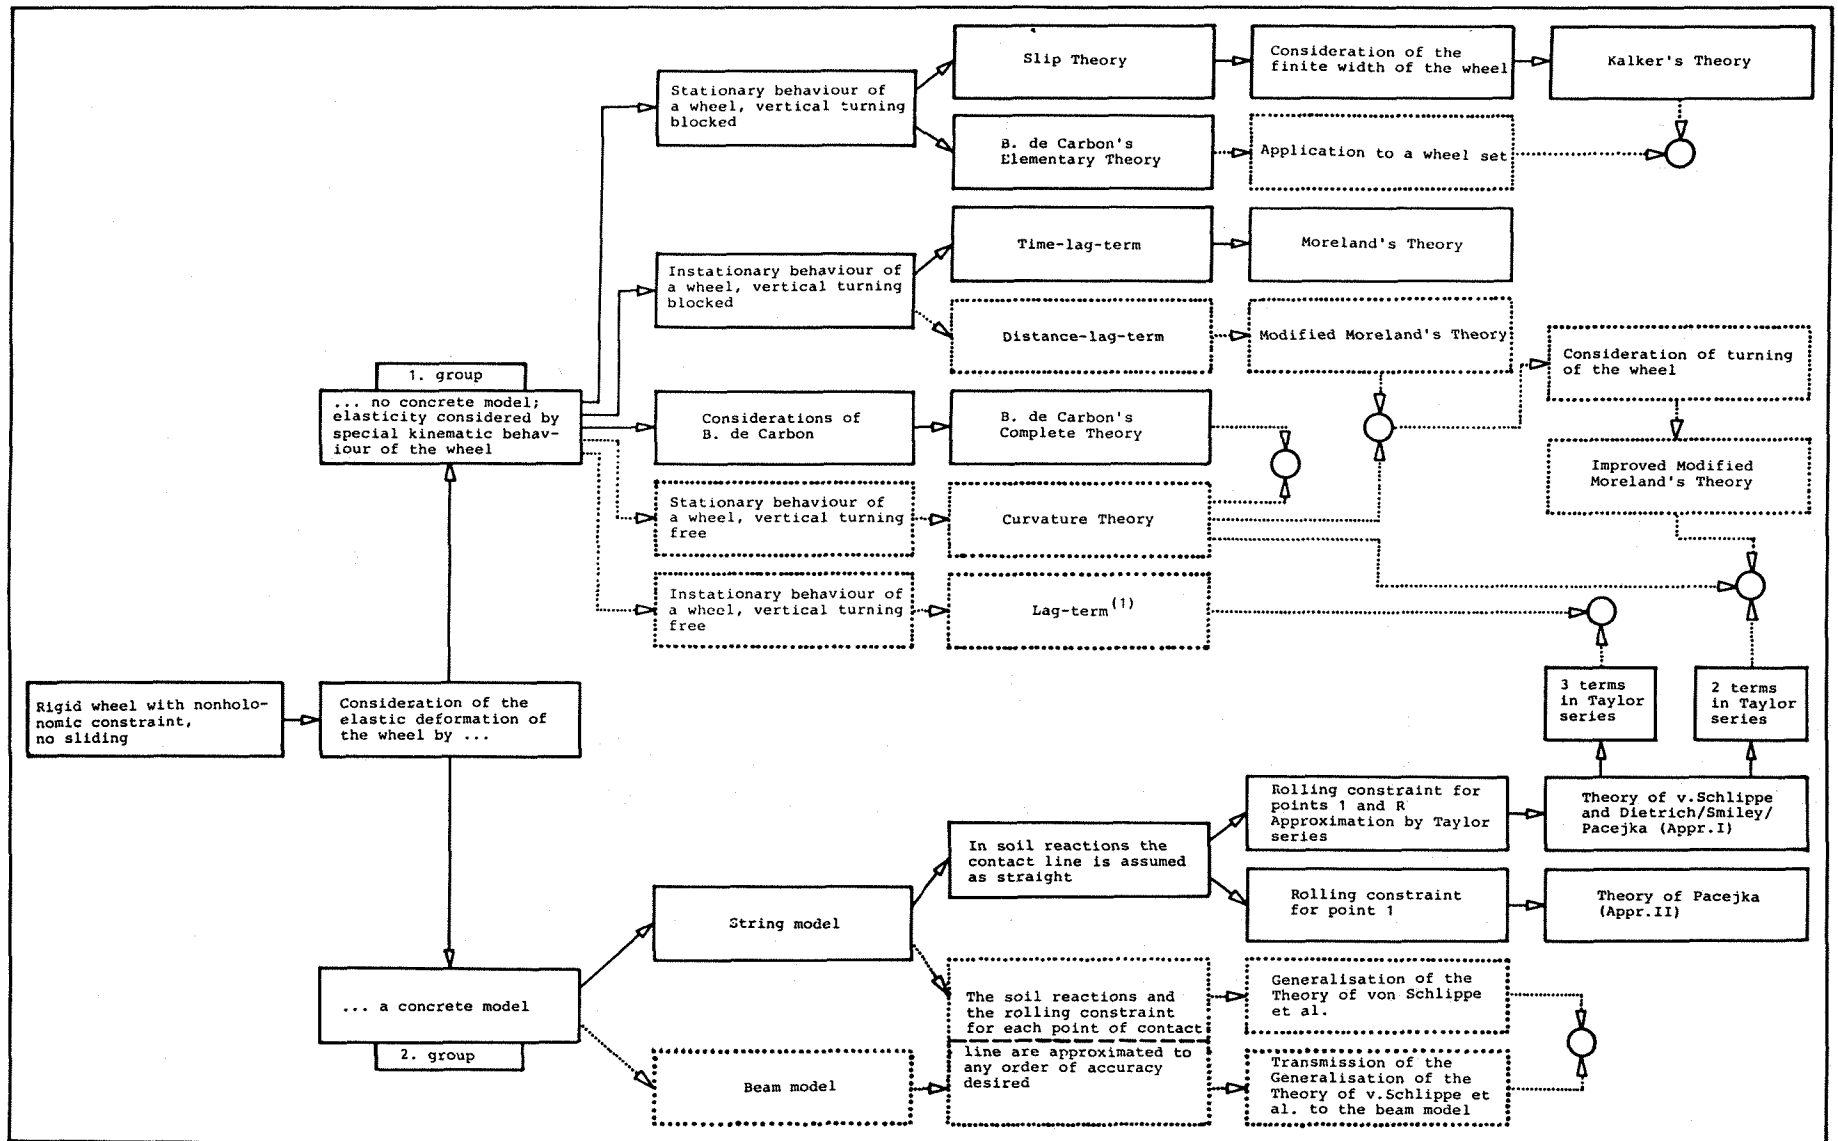 Slip Theory
Consideration of the
finite width of the wheel
Kalker's Theory
Stationary behaviour of
a wheel, vertical turning
blocked
B. de Carbon's
Elementary Theory
Application to a wheel set
Time-lag-term
Moreland's Theory
Instationary behaviour of
a wheel, vertical turning
blocked
Distance-lag-term
Modified Moreland's Theory
Consideration of turning
of the wheel
1. group
... no concrete model;
elasticity considered by
special kinematic behav-
iour of the wheel
Considerations of
B. de Carbon
B. de Carbon's
Complete Theory
Improved Modified
Moreland's Theory
Stationary behaviour of
a wheel, vertical turning
free
Curvature Theory
Instationary behaviour of
a wheel, vertical turning
free
Lag-term(1)
Rigid wheel with nonholo-
nomic constraint,
no sliding
Consideration of the
elastic deformation of
the wheel by ...
3 terms
in Taylor
series
2 terms
in Taylor
series
Rolling constraint for
points 1 and R
Approximation by Taylor
series
Theory of v.Schlippe
and Dietrich/Smiley/
Pacejka (Appr.I)
In soil reactions the
contact line is assumed
as straight
Rolling constraint
for point 1
Theory of Pacejka
(Appr.II)
String model
... a concrete model
2. group
The soil reactions and
the rolling constraint
for each point of contact
line are approximated to
any order of accuracy
desired
Generalisation of the
Theory of von Schlippe
et al.
Beam model
Transmission of the
Generalisation of the
Theory of v.Schlippe et
al. to the beam model